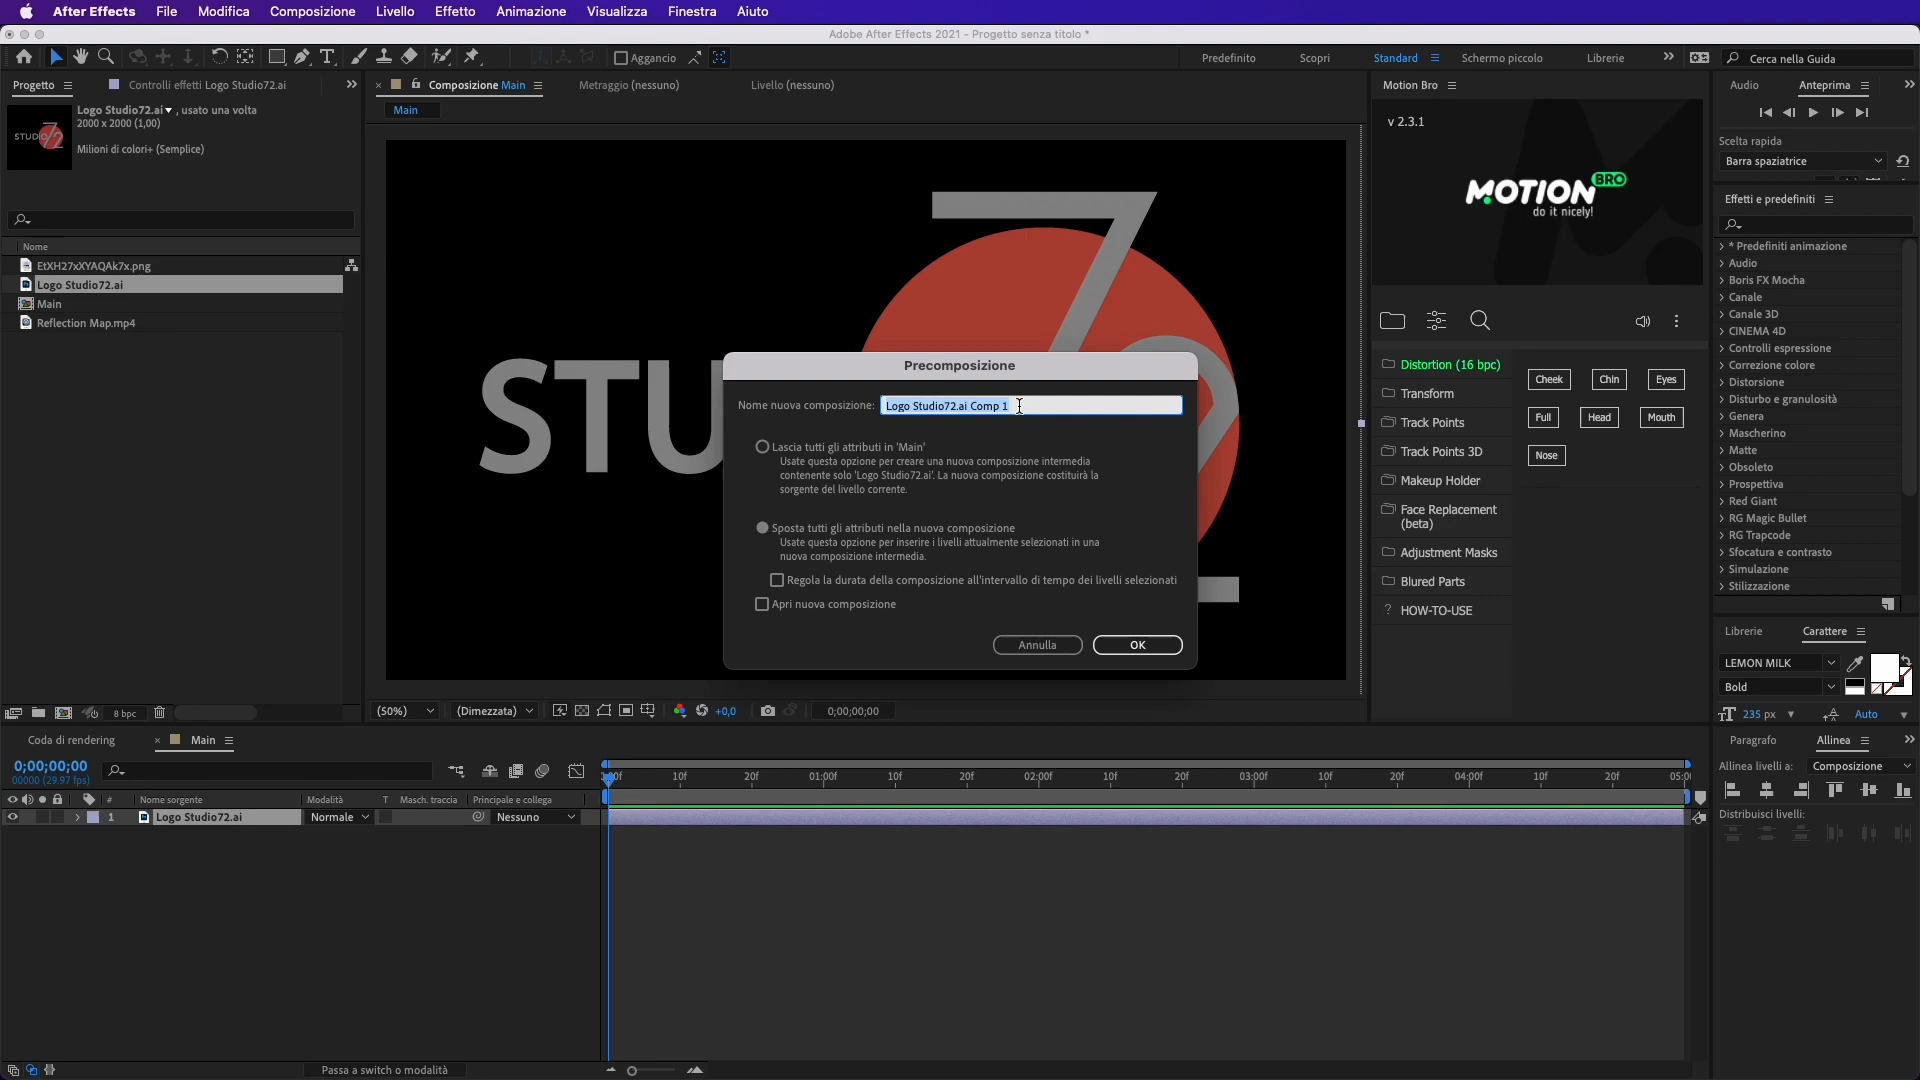 After Effects File Modifica Composizione Livello Effetto Animazione Visualizza Finestra Aiuto
Adobe After Effects 2021 - Progetto senza titolo *
Aggancio
Predefinito Scopri Standard Schermo piccolo Librerie
Cerca nella Guida
Progetto
Controlli effetti Logo Studio72.ai
Logo Studio72.ai , usato una volta
2000 x 2000 (1,00)
Milioni di colori+ (Semplice)
STUDIO 72
Nome
EtXH27xXYAQAk7x.png
Logo Studio72.ai
Main
Reflection Map.mp4
8 bpc
Composizione Main
Metraggio (nessuno)
Livello (nessuno)
Main
STU
72
Precomposizione
Nome nuova composizione: Logo Studio72.ai Comp 1
Lascia tutti gli attributi in 'Main'
Usate questa opzione per creare una nuova composizione intermedia
contenente solo 'Logo Studio72.ai'. La nuova composizione costituirà la
sorgente del livello corrente.
Sposta tutti gli attributi nella nuova composizione
Usate questa opzione per inserire i livelli attualmente selezionati in una
nuova composizione intermedia.
Regola la durata della composizione all'intervallo di tempo dei livelli selezionati
Apri nuova composizione
Annulla OK
(50%) (Dimezzata) +0,0 0;00;00;00
Motion Bro
v 2.3.1
MOTION BRO
do it nicely!
Distortion (16 bpc)
Transform
Track Points
Track Points 3D
Makeup Holder
Face Replacement
(beta)
Adjustment Masks
Blured Parts
? HOW-TO-USE
Cheek Chin Eyes
Full Head Mouth
Nose
Audio Anteprima
Scelta rapida
Barra spaziatrice
Effetti e predefiniti
* Predefiniti animazione
Audio
Boris FX Mocha
Canale
Canale 3D
CINEMA 4D
Controlli espressione
Correzione colore
Distorsione
Disturbo e granulosità
Genera
Mascherino
Matte
Obsoleto
Prospettiva
Red Giant
RG Magic Bullet
RG Trapcode
Sfocatura e contrasto
Simulazione
Stilizzazione
Librerie Carattere
LEMON MILK
Bold
235 px Auto
Paragrafo Allinea
Allinea livelli a: Composizione
Distribuisci livelli:
Coda di rendering
Main
0;00;00;00
00000 (29.97 fps)
10f 20f 01:00f 10f 20f 02:00f 10f 20f 03:00f 10f 20f 04:00f 10f 20f
# Nome sorgente Modalità T Masch. traccia Principale e collega
1 Logo Studio72.ai Normale Nessuno
Passa a switch o modalità